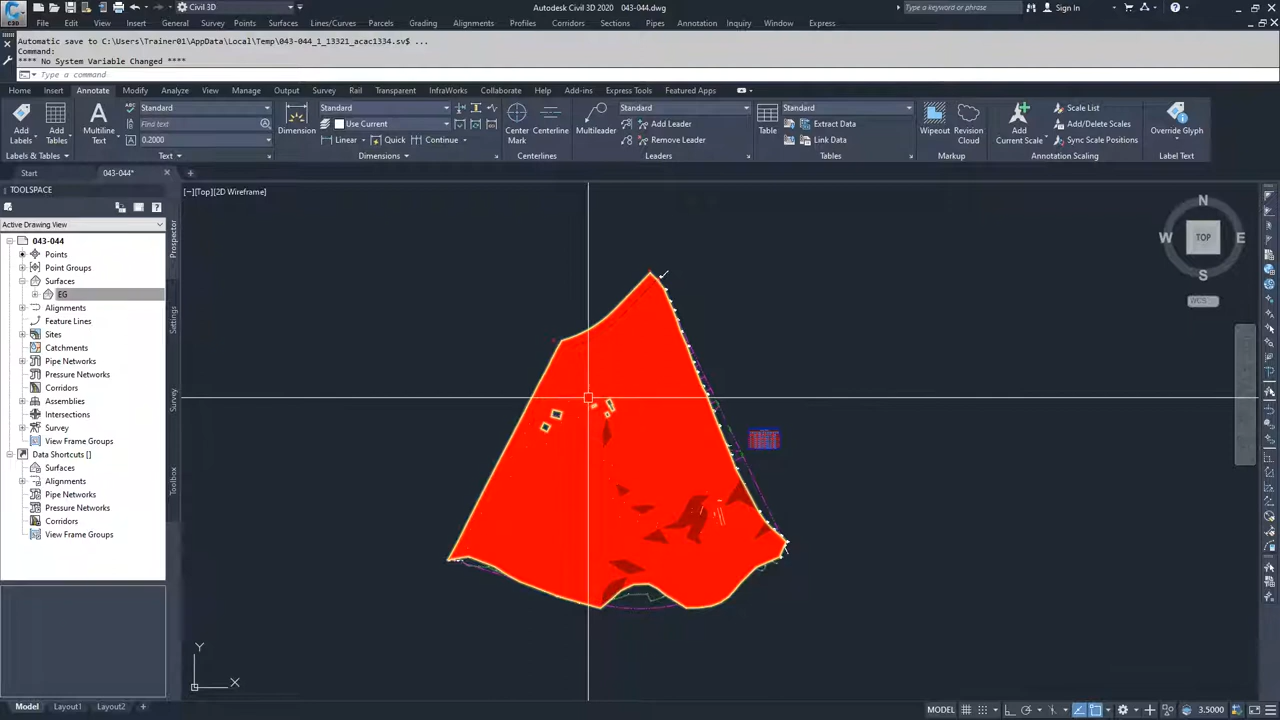 C3D Civil 3D Autodesk Civil 3D 2020 043-044.dwg Type a keyword or phrase Sign In
File Edit View Insert General Survey Points Surfaces Lines/Curves Parcels Grading Alignments Profiles Corridors Sections Pipes Annotation Inquiry Window Express
Automatic save to C:\Users\Trainer01\AppData\Local\Temp\043-044_1_13321_acac1334.sv$ ...
Command:
**** No System Variable Changed ****
Type a command
Home Insert Annotate Modify Analyze View Manage Output Survey Rail Transparent InfraWorks Collaborate Help Add-ins Express Tools Featured Apps
Add Labels
Add Tables
Labels & Tables
Multiline Text
Standard
Find text
0.2000
Text
Dimension
Standard
Use Current
Linear Quick Continue
Dimensions
Center Mark
Centerline
Centerlines
Multileader
Standard
Add Leader
Remove Leader
Leaders
Table
Standard
Extract Data
Link Data
Tables
Wipeout
Revision Cloud
Markup
Add Current Scale
Scale List
Add/Delete Scales
Sync Scale Positions
Annotation Scaling
Override Glyph
Label Text
Start 043-044*
TOOLSPACE
Active Drawing View
043-044
Points
Point Groups
Surfaces
EG
Alignments
Feature Lines
Sites
Catchments
Pipe Networks
Pressure Networks
Corridors
Assemblies
Intersections
Survey
View Frame Groups
Data Shortcuts []
Surfaces
Alignments
Pipe Networks
Pressure Networks
Corridors
View Frame Groups
Prospector
Settings
Survey
Toolbox
[−][Top][2D Wireframe]
N
W TOP E
S
WCS
Y
X
Model Layout1 Layout2 +
MODEL 3.5000